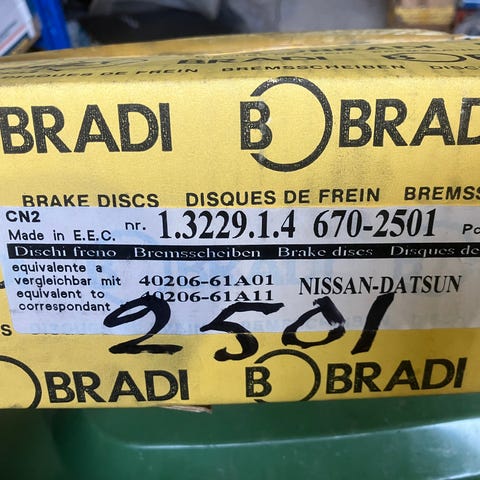 BRADI B BRAD
BRAKE DISCS DISQUES DE FREIN BREMSS
CN2
Made in E.E.C. nr. 1.3229.1.4 670-2501 Po
Dischi freno Bremsscheiben Brake discs Disques de
equivalente a
vergleichbar mit 40206-61A01 NISSAN-DATSUN
equivalent to 40206-61A11
correspondant
2501
BRADI B BRADI